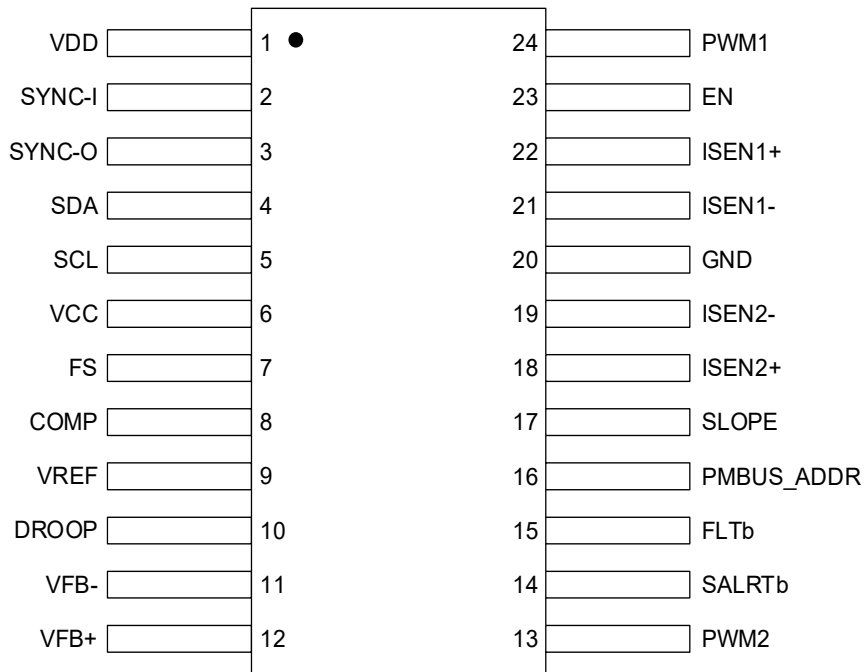 VDD 1 24 PWM1
SYNC-I 2 23 EN
SYNC-O 3 22 ISEN1+
SDA 4 21 ISEN1-
SCL 5 20 GND
VCC 6 19 ISEN2-
FS 7 18 ISEN2+
COMP 8 17 SLOPE
VREF 9 16 PMBUS_ADDR
DROOP 10 15 FLTb
VFB- 11 14 SALRTb
VFB+ 12 13 PWM2